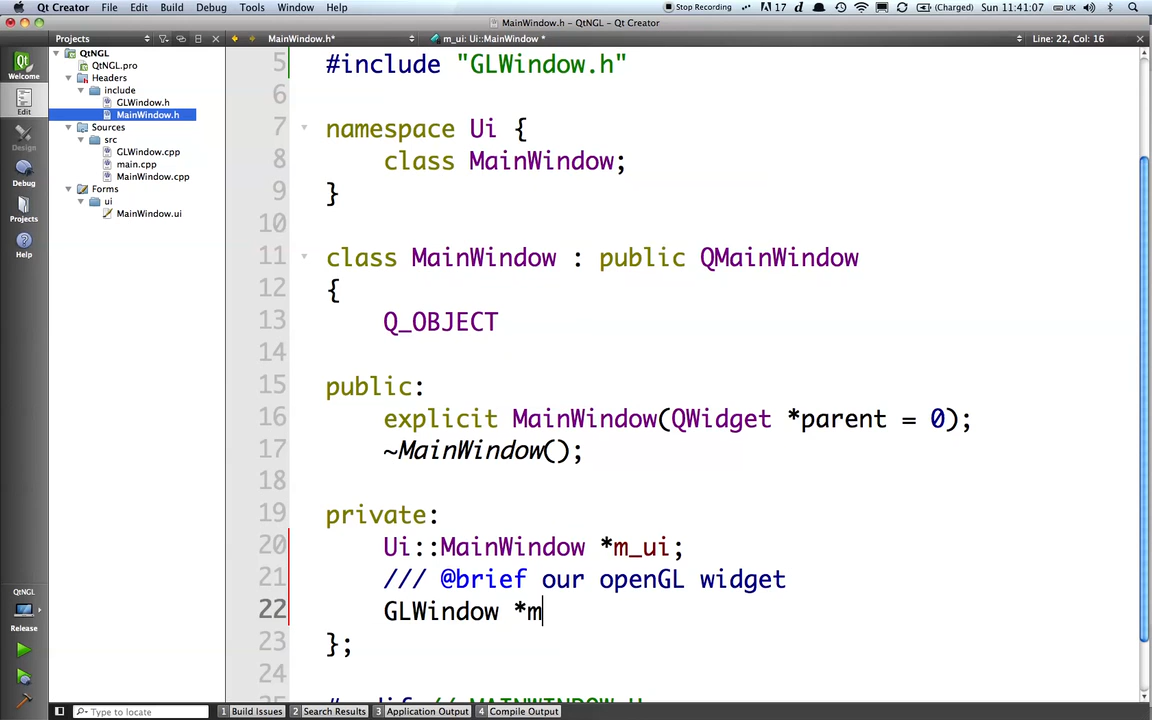 Qt Creator File Edit Build Debug Tools Window Help Stop Recording 17 (Charged) Sun 11:41:07 UK
MainWindow.h - QtNGL - Qt Creator
Projects MainWindow.h* m_ui: Ui::MainWindow * Line: 22, Col: 16
Welcome
Edit
Design
Debug
Projects
Help
QtNGL
Release
QtNGL
QtNGL.pro
Headers
include
GLWindow.h
MainWindow.h
Sources
src
GLWindow.cpp
main.cpp
MainWindow.cpp
Forms
ui
MainWindow.ui
5 #include "GLWindow.h"
6
7 namespace Ui {
8 class MainWindow;
9 }
10
11 class MainWindow : public QMainWindow
12 {
13 Q_OBJECT
14
15 public:
16 explicit MainWindow(QWidget *parent = 0);
17 ~MainWindow();
18
19 private:
20 Ui::MainWindow *m_ui;
21 /// @brief our openGL widget
22 GLWindow *m
23 };
24
Type to locate 1 Build Issues 2 Search Results 3 Application Output 4 Compile Output